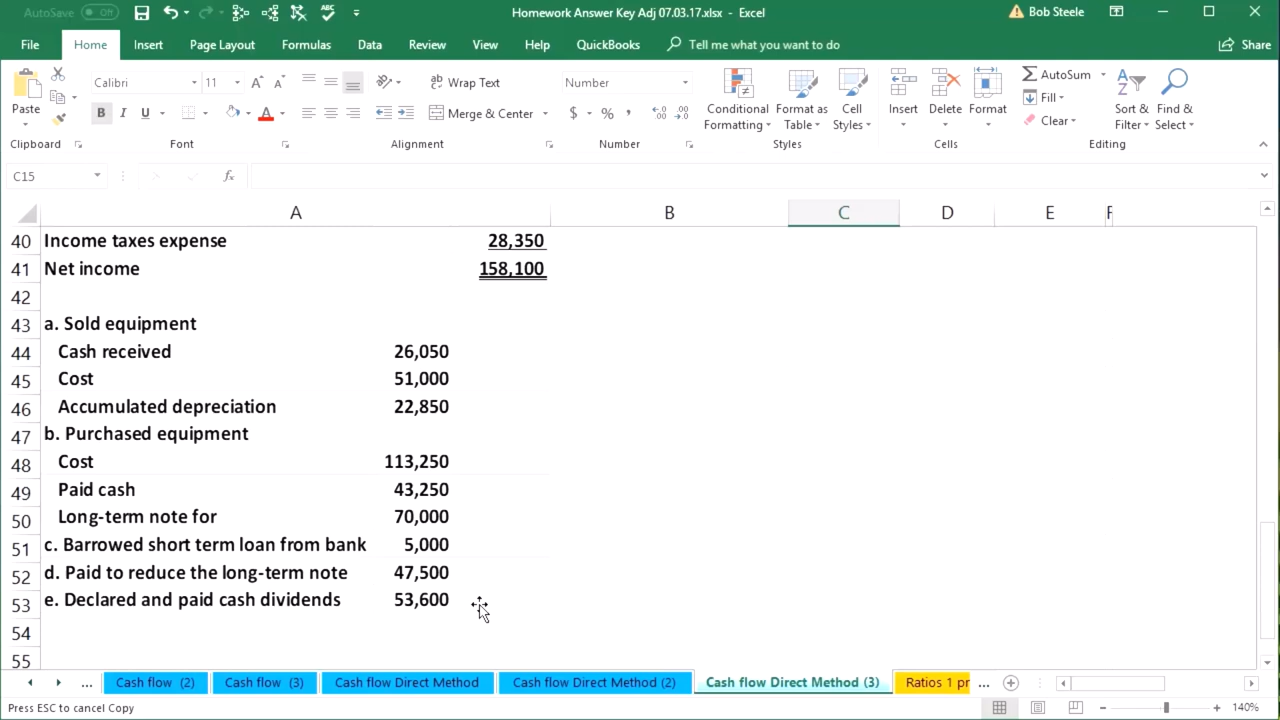 AutoSave Off Homework Answer Key Adj 07.03.17.xlsx - Excel Bob Steele
File Home Insert Page Layout Formulas Data Review View Help QuickBooks Tell me what you want to do Share
Paste Calibri 11 Wrap Text Number Conditional Formatting Format as Table Cell Styles Insert Delete Format AutoSum Fill Clear Sort & Filter Find & Select
B I U A Merge & Center $ % ,
Clipboard Font Alignment Number Styles Cells Editing
C15 fx
A B C D E F
40 Income taxes expense 28,350
41 Net income 158,100
42
43 a. Sold equipment
44 Cash received 26,050
45 Cost 51,000
46 Accumulated depreciation 22,850
47 b. Purchased equipment
48 Cost 113,250
49 Paid cash 43,250
50 Long-term note for 70,000
51 c. Barrowed short term loan from bank 5,000
52 d. Paid to reduce the long-term note 47,500
53 e. Declared and paid cash dividends 53,600
54
55
... Cash flow (2) Cash flow (3) Cash flow Direct Method Cash flow Direct Method (2) Cash flow Direct Method (3) Ratios 1 pr ...
Press ESC to cancel Copy 140%